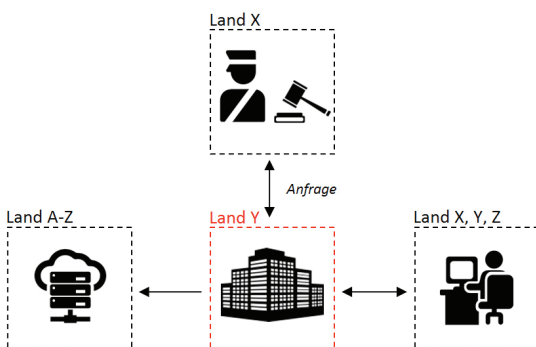 Land X
Anfrage
Land A-Z
Land Y
Land X, Y, Z